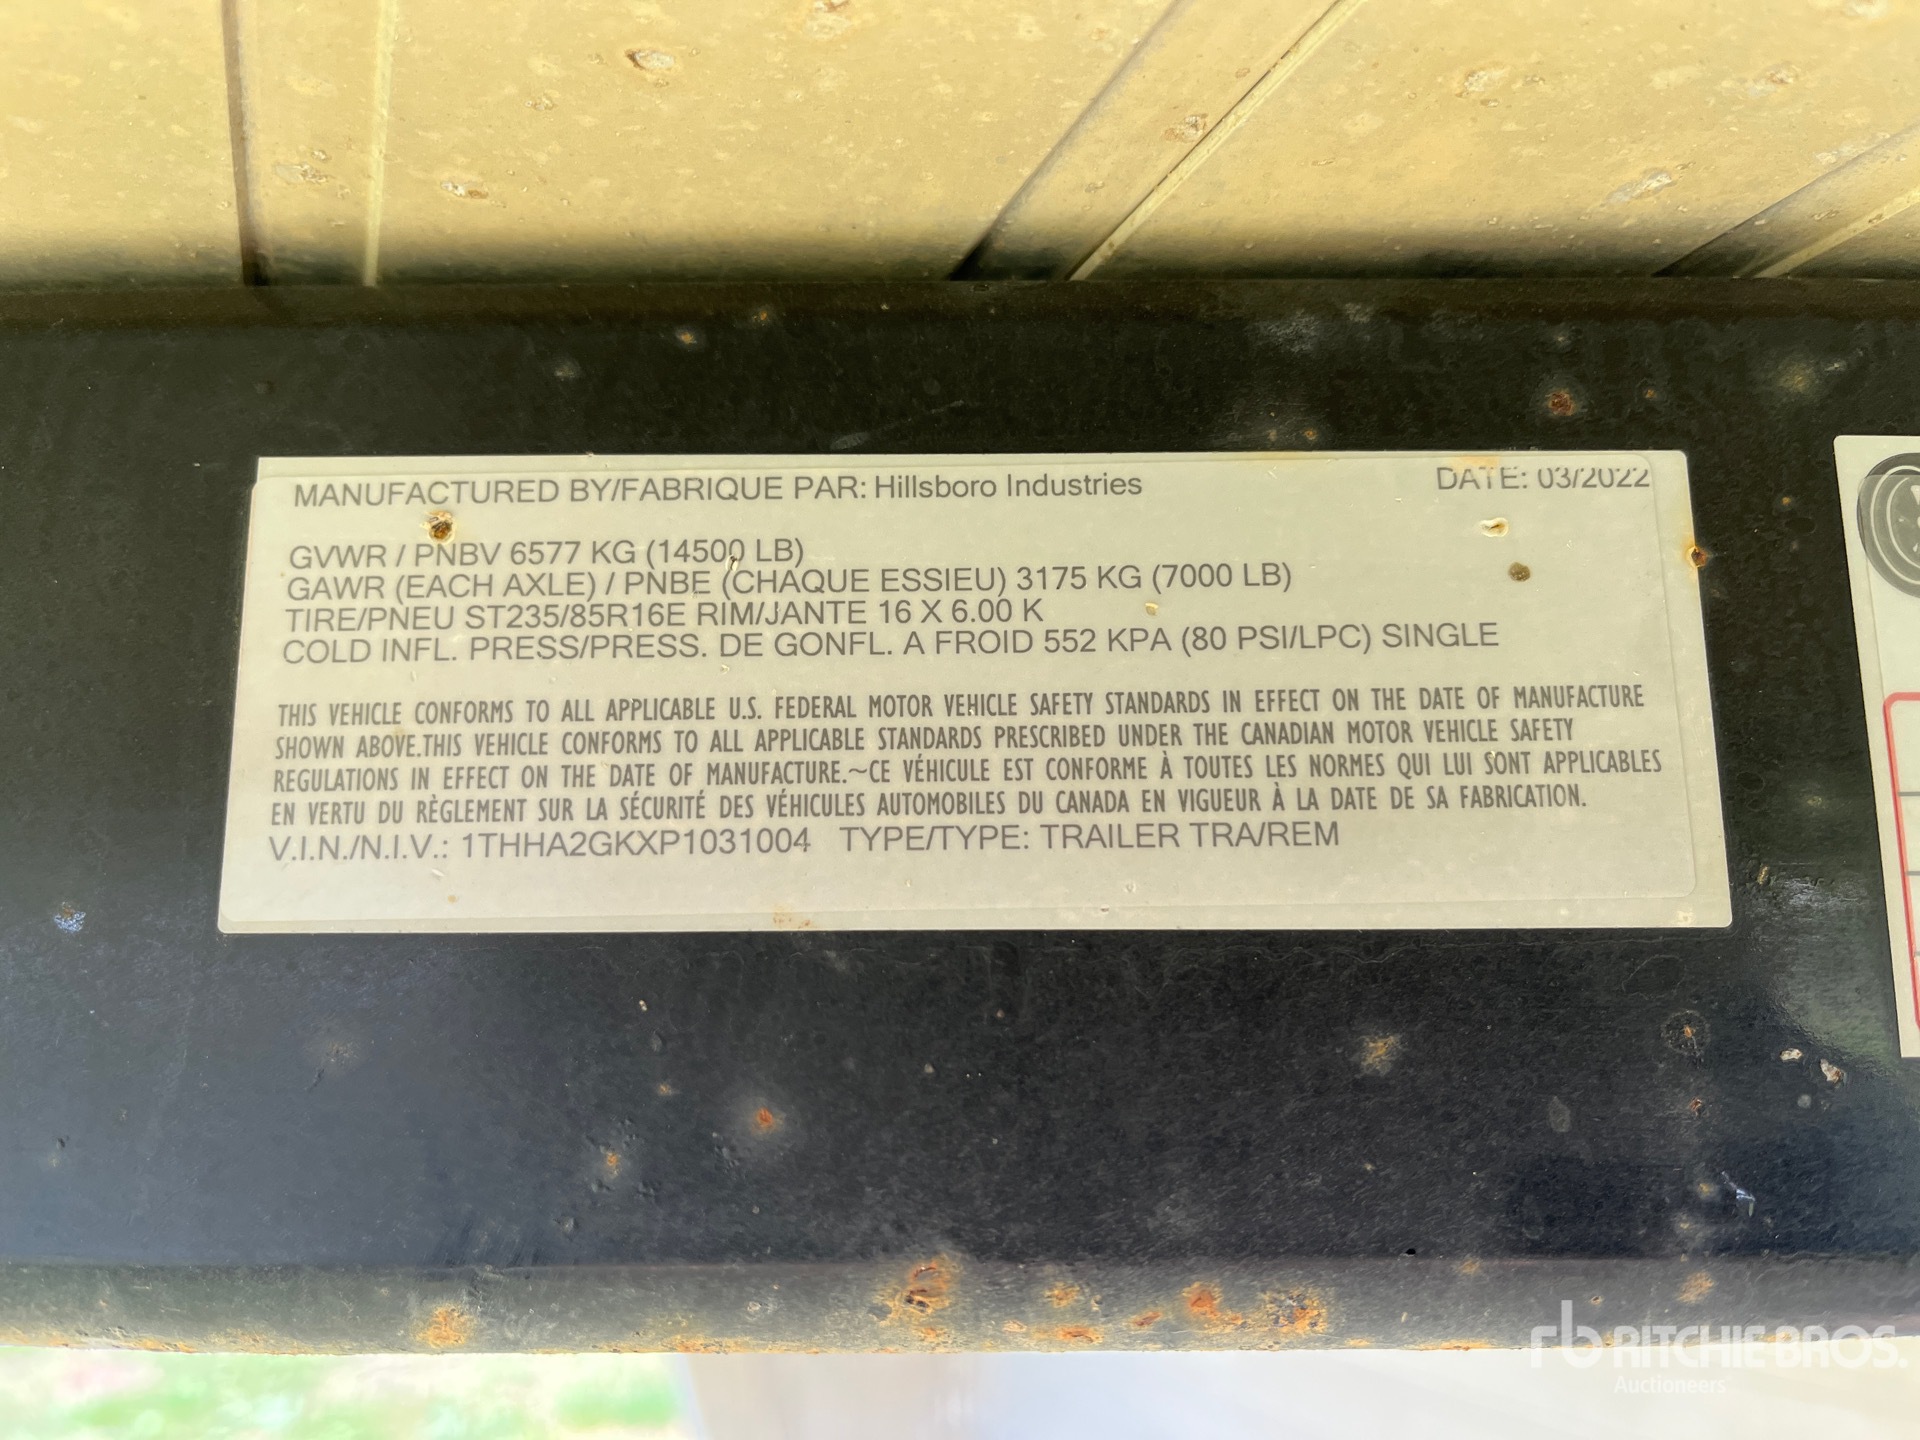 MANUFACTURED BY/FABRIQUE PAR: Hillsboro Industries DATE: 03/2022
GVWR / PNBV 6577 KG (14500 LB)
GAWR (EACH AXLE) / PNBE (CHAQUE ESSIEU) 3175 KG (7000 LB)
TIRE/PNEU ST235/85R16E RIM/JANTE 16 X 6.00 K
COLD INFL. PRESS/PRESS. DE GONFL. A FROID 552 KPA (80 PSI/LPC) SINGLE
THIS VEHICLE CONFORMS TO ALL APPLICABLE U.S. FEDERAL MOTOR VEHICLE SAFETY STANDARDS IN EFFECT ON THE DATE OF MANUFACTURE
SHOWN ABOVE.THIS VEHICLE CONFORMS TO ALL APPLICABLE STANDARDS PRESCRIBED UNDER THE CANADIAN MOTOR VEHICLE SAFETY
REGULATIONS IN EFFECT ON THE DATE OF MANUFACTURE.~CE VÉHICULE EST CONFORME À TOUTES LES NORMES QUI LUI SONT APPLICABLES
EN VERTU DU RÈGLEMENT SUR LA SÉCURITÉ DES VÉHICULES AUTOMOBILES DU CANADA EN VIGUEUR À LA DATE DE SA FABRICATION.
V.I.N./N.I.V.: 1THHA2GKXP1031004 TYPE/TYPE: TRAILER TRA/REM
rb RITCHIE BROS.
Auctioneers